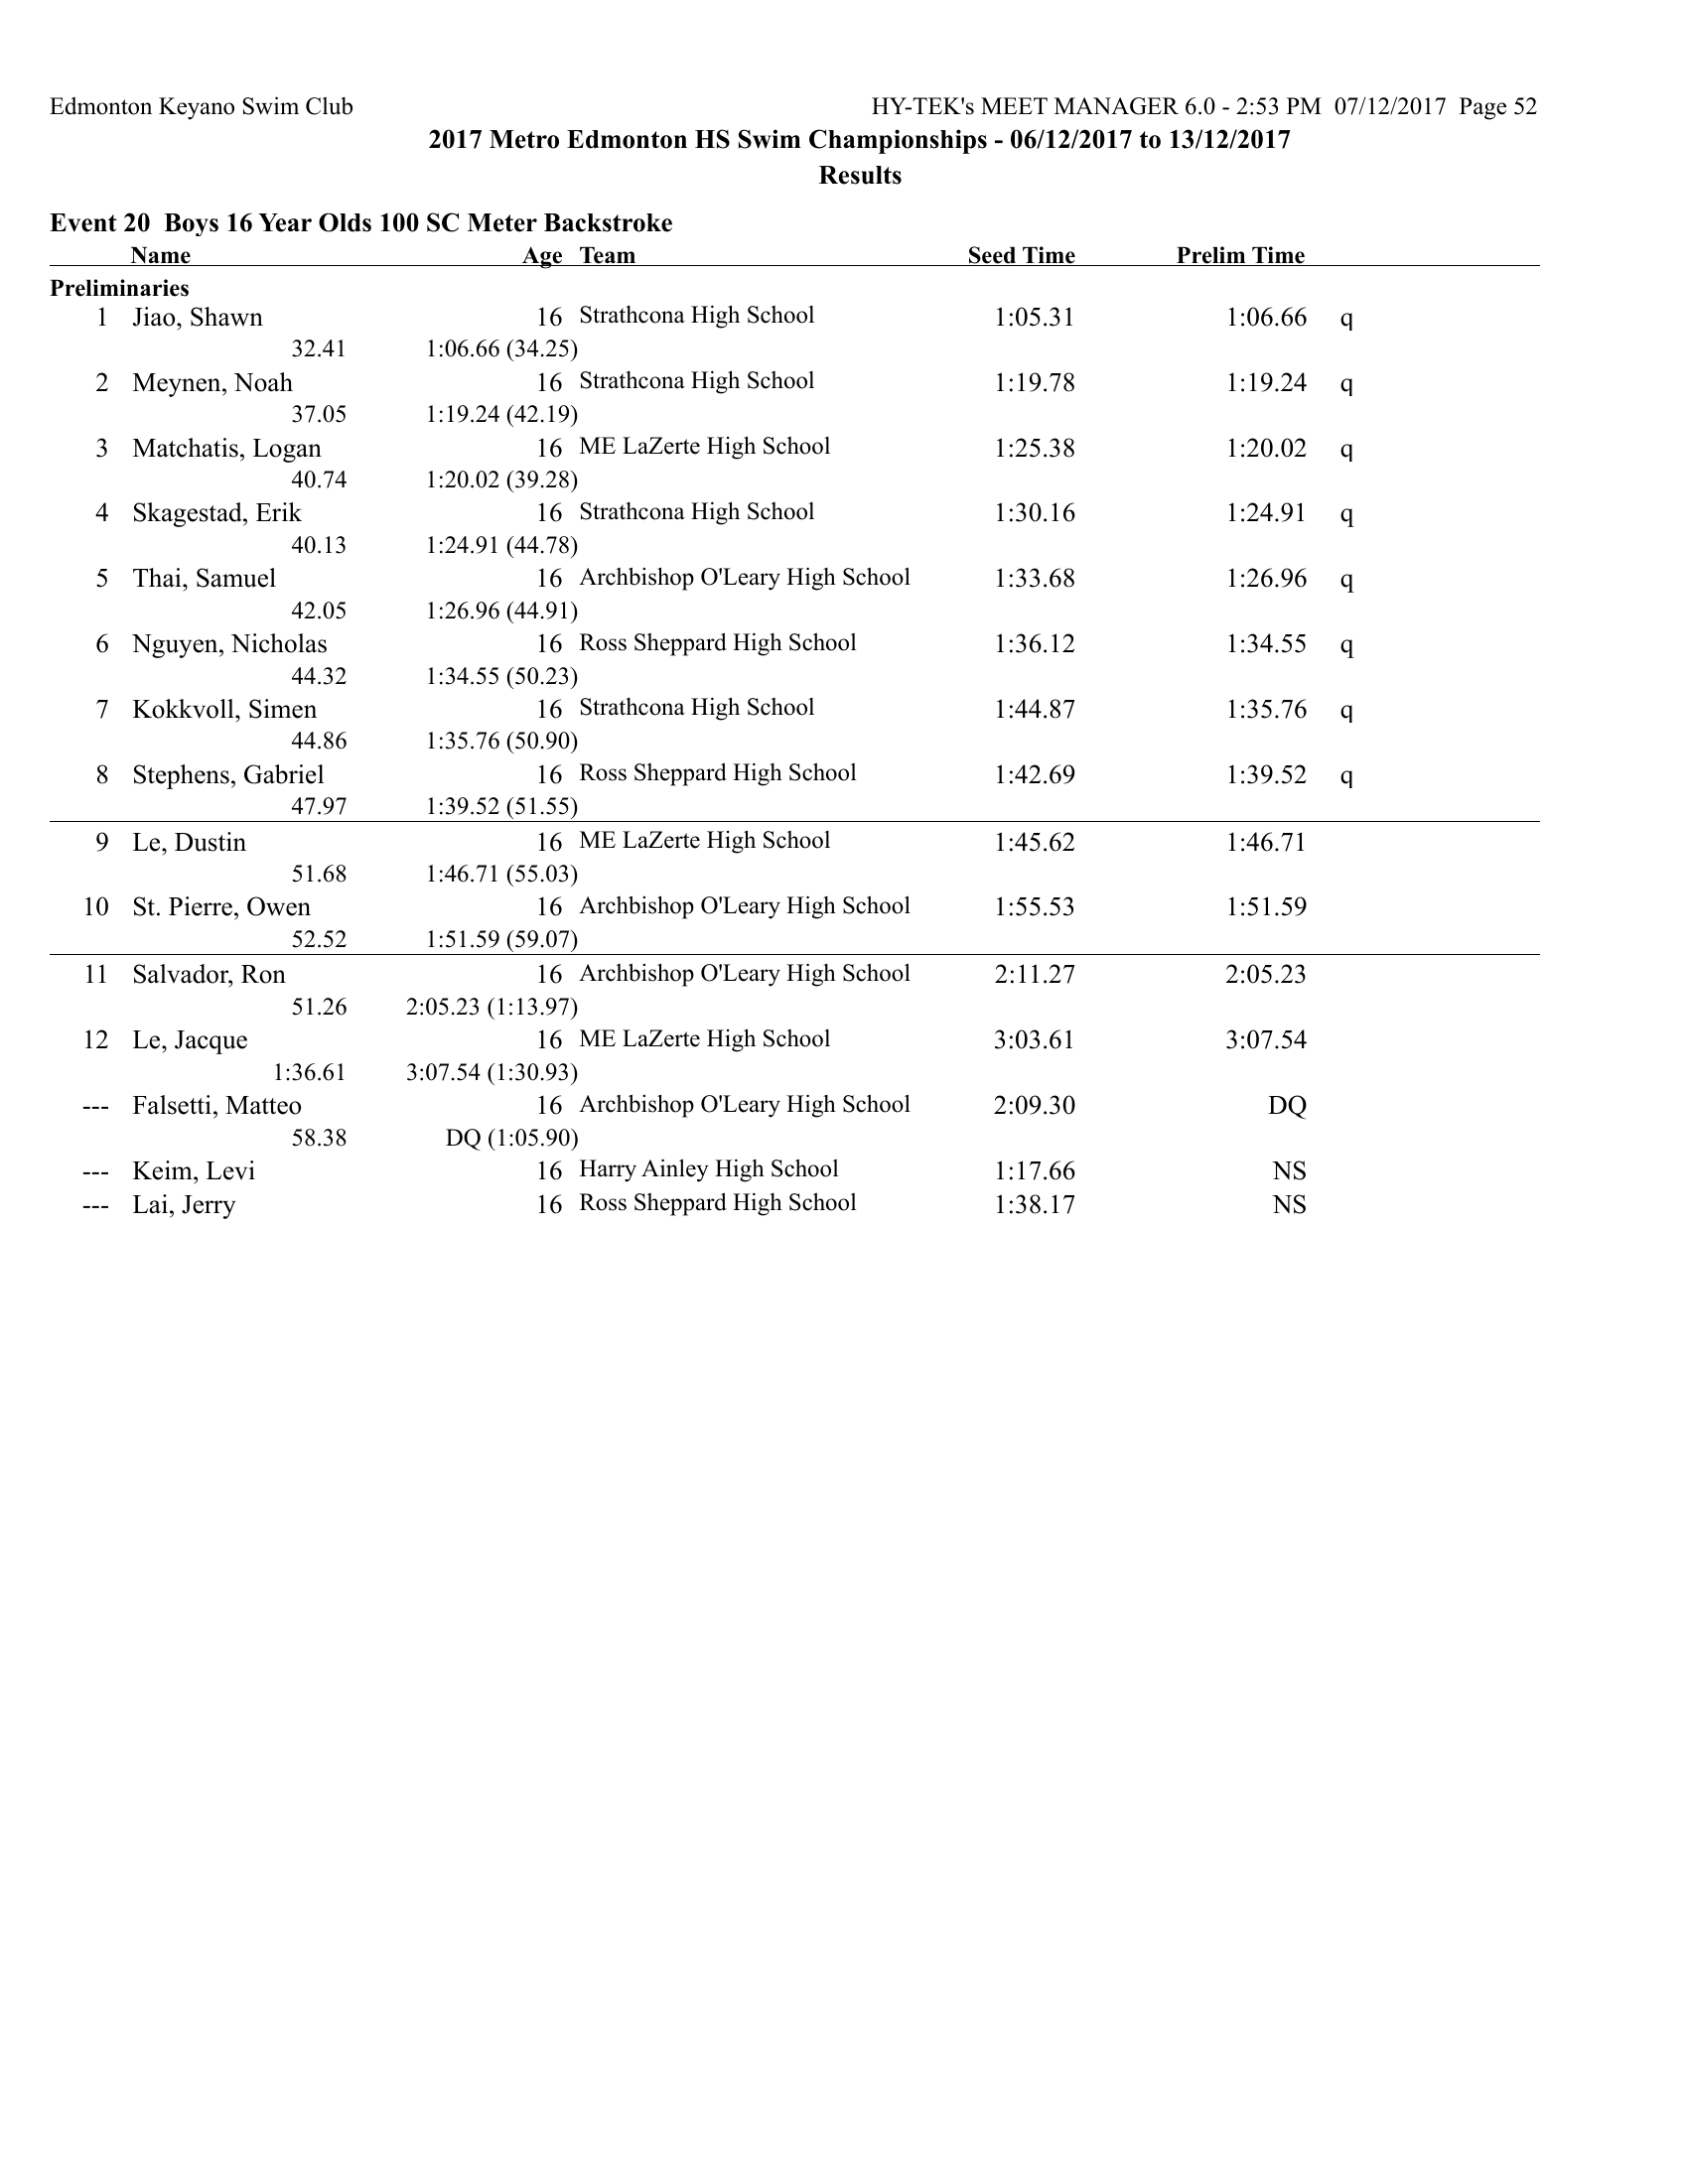 Edmonton Keyano Swim Club HY-TEK's MEET MANAGER 6.0 - 2:53 PM 07/12/2017 Page 52
2017 Metro Edmonton HS Swim Championships - 06/12/2017 to 13/12/2017
Results
Event 20 Boys 16 Year Olds 100 SC Meter Backstroke
Name Age Team Seed Time Prelim Time
Preliminaries
1 Jiao, Shawn 16 Strathcona High School 1:05.31 1:06.66 q
32.41 1:06.66 (34.25)
2 Meynen, Noah 16 Strathcona High School 1:19.78 1:19.24 q
37.05 1:19.24 (42.19)
3 Matchatis, Logan 16 ME LaZerte High School 1:25.38 1:20.02 q
40.74 1:20.02 (39.28)
4 Skagestad, Erik 16 Strathcona High School 1:30.16 1:24.91 q
40.13 1:24.91 (44.78)
5 Thai, Samuel 16 Archbishop O'Leary High School 1:33.68 1:26.96 q
42.05 1:26.96 (44.91)
6 Nguyen, Nicholas 16 Ross Sheppard High School 1:36.12 1:34.55 q
44.32 1:34.55 (50.23)
7 Kokkvoll, Simen 16 Strathcona High School 1:44.87 1:35.76 q
44.86 1:35.76 (50.90)
8 Stephens, Gabriel 16 Ross Sheppard High School 1:42.69 1:39.52 q
47.97 1:39.52 (51.55)
9 Le, Dustin 16 ME LaZerte High School 1:45.62 1:46.71
51.68 1:46.71 (55.03)
10 St. Pierre, Owen 16 Archbishop O'Leary High School 1:55.53 1:51.59
52.52 1:51.59 (59.07)
11 Salvador, Ron 16 Archbishop O'Leary High School 2:11.27 2:05.23
51.26 2:05.23 (1:13.97)
12 Le, Jacque 16 ME LaZerte High School 3:03.61 3:07.54
1:36.61 3:07.54 (1:30.93)
--- Falsetti, Matteo 16 Archbishop O'Leary High School 2:09.30 DQ
58.38 DQ (1:05.90)
--- Keim, Levi 16 Harry Ainley High School 1:17.66 NS
--- Lai, Jerry 16 Ross Sheppard High School 1:38.17 NS